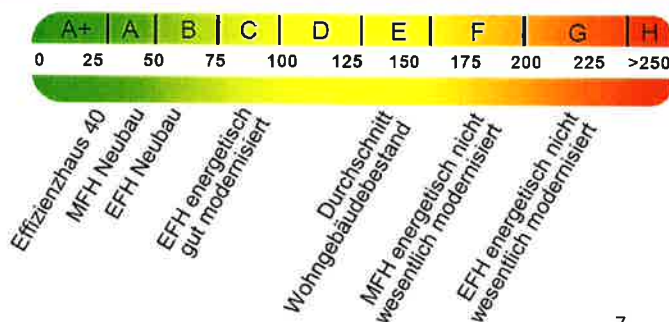 A+ A B C D E F G H
0 25 50 75 100 125 150 175 200 225 >250
Effizienzhaus 40
MFH Neubau
EFH Neubau
EFH energetisch
gut modernisiert
Durchschnitt
Wohngebäudebestand
MFH energetisch nicht
wesentlich modernisiert
EFH energetisch nicht
wesentlich modernisiert
7